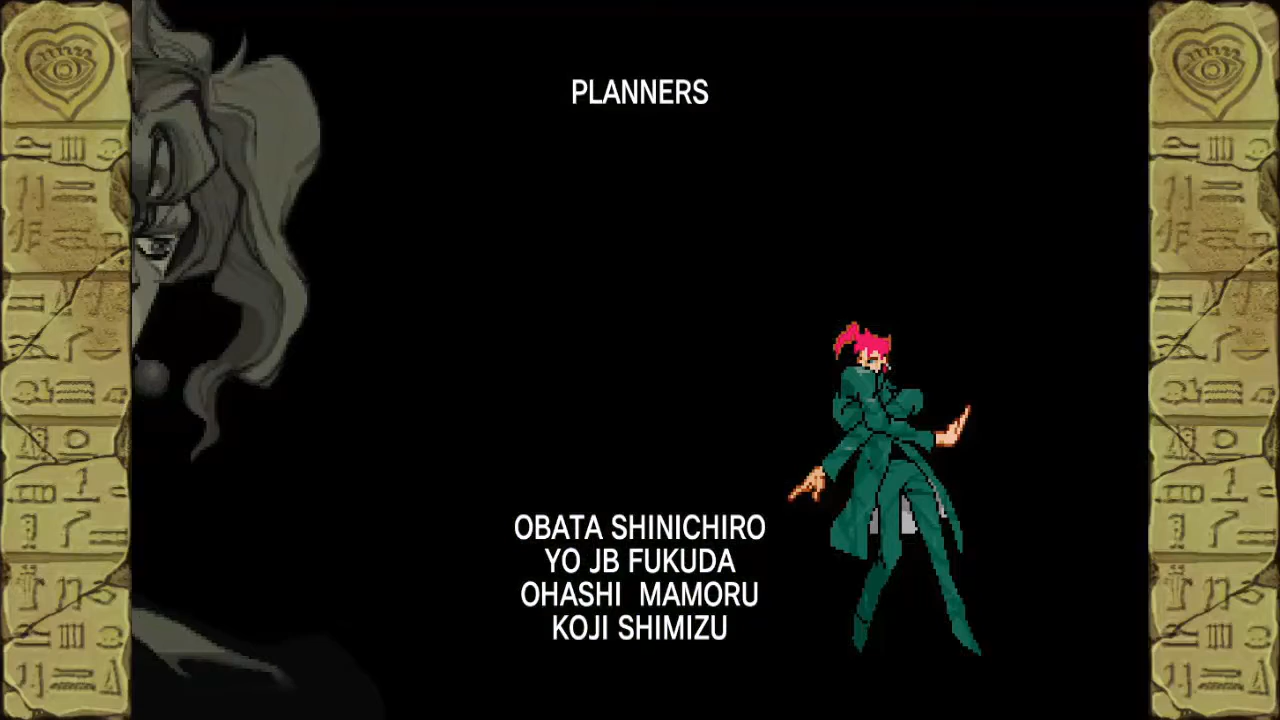 PLANNERS
OBATA SHINICHIRO
YO JB FUKUDA
OHASHI  MAMORU
KOJI SHIMIZU